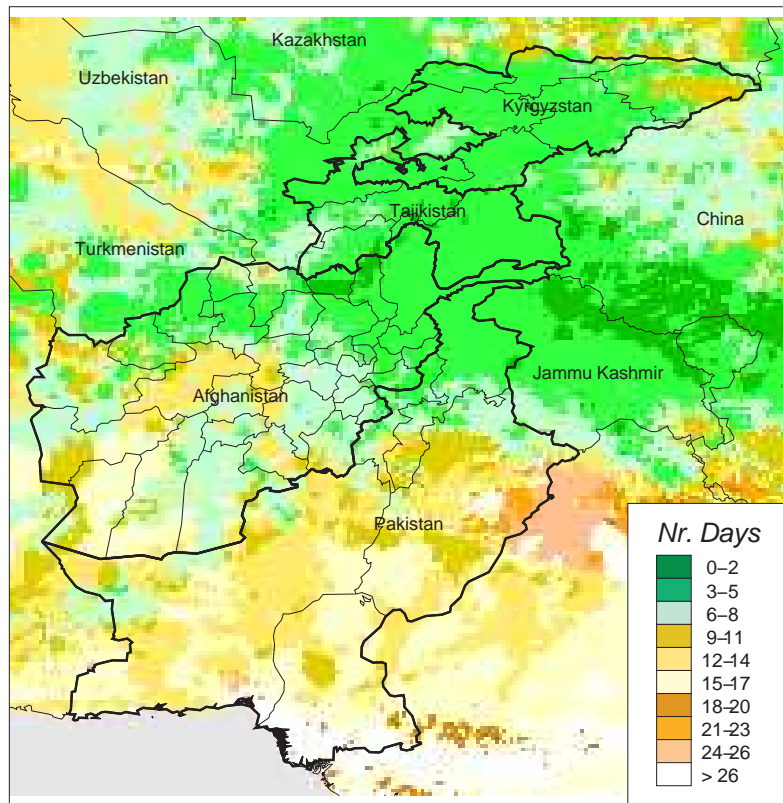 Kazakhstan
Uzbekistan
Kyrgyzstan
Tajikistan
China
Turkmenistan
Jammu Kashmir
Afghanistan
Pakistan
Nr. Days
0–2
3–5
6–8
9–11
12–14
15–17
18–20
21–23
24–26
> 26